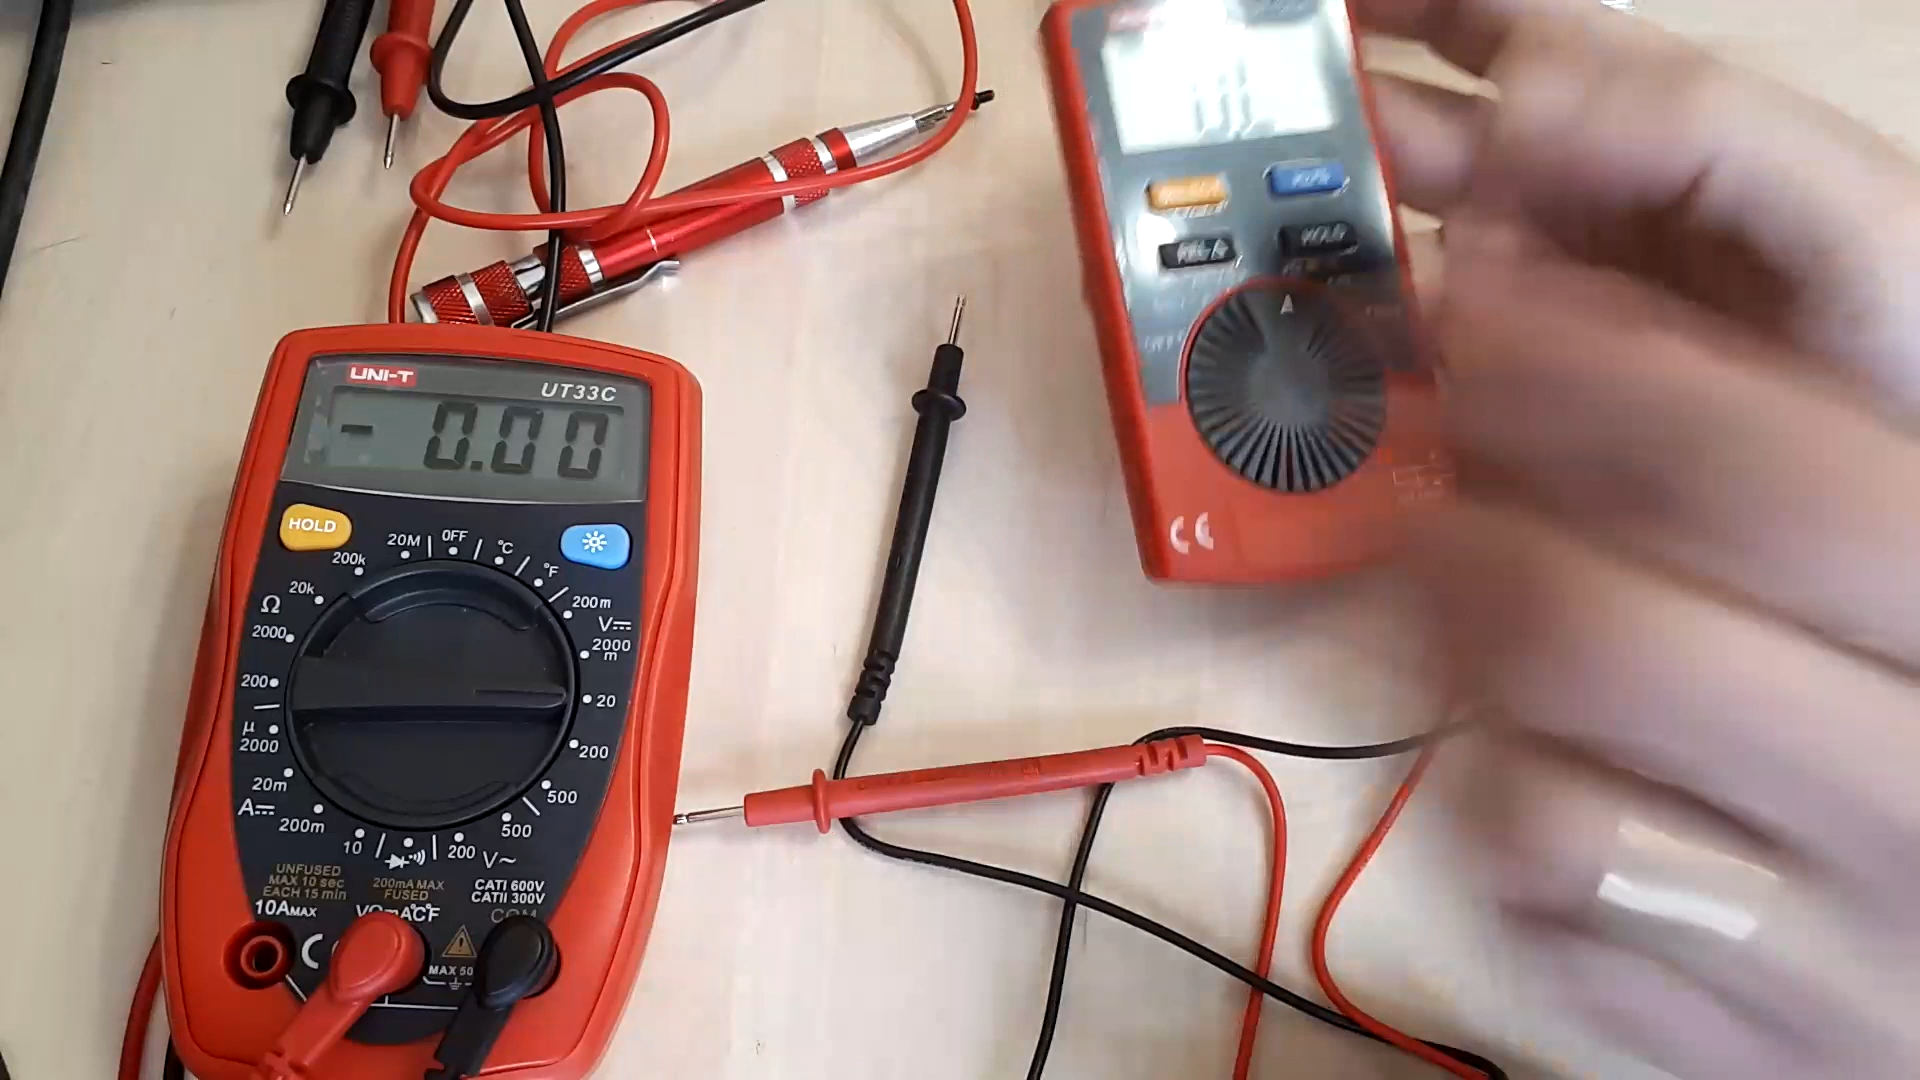 UNI-T
UT33C
- 0.00
HOLD
20M
OFF
°C
°F
200k
20k
Ω
2000
200
μ
2000
20m
A
200m
10
200m
V
2000
m
20
200
500
500
200
V~
UNFUSED
MAX 10 sec
EACH 15 min
200mA MAX
FUSED
CATI 600V
CATII 300V
10AMAX
COM
MAX 50
HOLD
CE